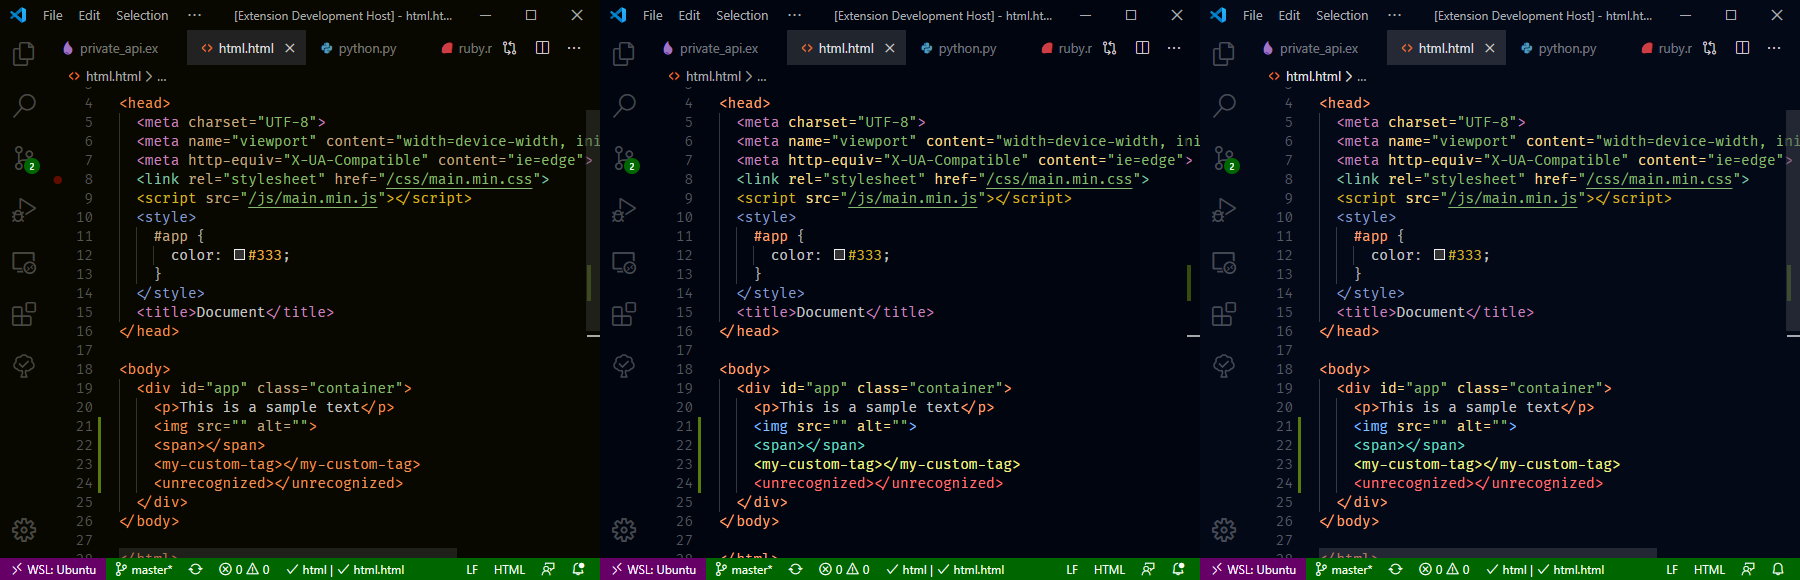 File Edit Selection ··· [Extension Development Host] - html.ht...
private_api.ex html.html python.py ruby.r ···
html.html > ...
4 <head>
5 <meta charset="UTF-8">
6 <meta name="viewport" content="width=device-width, ini
7 <meta http-equiv="X-UA-Compatible" content="ie=edge">
8 <link rel="stylesheet" href="/css/main.min.css">
9 <script src="/js/main.min.js"></script>
10 <style>
11 #app {
12 color: #333;
13 }
14 </style>
15 <title>Document</title>
16 </head>
17
18 <body>
19 <div id="app" class="container">
20 <p>This is a sample text</p>
21 <img src="" alt="">
22 <span></span>
23 <my-custom-tag></my-custom-tag>
24 <unrecognized></unrecognized>
25 </div>
26 </body>
27
28 </html>
WSL: Ubuntu master* 0 0 html | html.html LF HTML
File Edit Selection ··· [Extension Development Host] - html.ht...
private_api.ex html.html python.py ruby.r ···
html.html > ...
4 <head>
5 <meta charset="UTF-8">
6 <meta name="viewport" content="width=device-width, ini
7 <meta http-equiv="X-UA-Compatible" content="ie=edge">
8 <link rel="stylesheet" href="/css/main.min.css">
9 <script src="/js/main.min.js"></script>
10 <style>
11 #app {
12 color: #333;
13 }
14 </style>
15 <title>Document</title>
16 </head>
17
18 <body>
19 <div id="app" class="container">
20 <p>This is a sample text</p>
21 <img src="" alt="">
22 <span></span>
23 <my-custom-tag></my-custom-tag>
24 <unrecognized></unrecognized>
25 </div>
26 </body>
27
28 </html>
WSL: Ubuntu master* 0 0 html | html.html LF HTML
File Edit Selection ··· [Extension Development Host] - html.ht...
private_api.ex html.html python.py ruby.r ···
html.html > ...
4 <head>
5 <meta charset="UTF-8">
6 <meta name="viewport" content="width=device-width, ini
7 <meta http-equiv="X-UA-Compatible" content="ie=edge">
8 <link rel="stylesheet" href="/css/main.min.css">
9 <script src="/js/main.min.js"></script>
10 <style>
11 #app {
12 color: #333;
13 }
14 </style>
15 <title>Document</title>
16 </head>
17
18 <body>
19 <div id="app" class="container">
20 <p>This is a sample text</p>
21 <img src="" alt="">
22 <span></span>
23 <my-custom-tag></my-custom-tag>
24 <unrecognized></unrecognized>
25 </div>
26 </body>
27
28 </html>
WSL: Ubuntu master* 0 0 html | html.html LF HTML
2
2
2